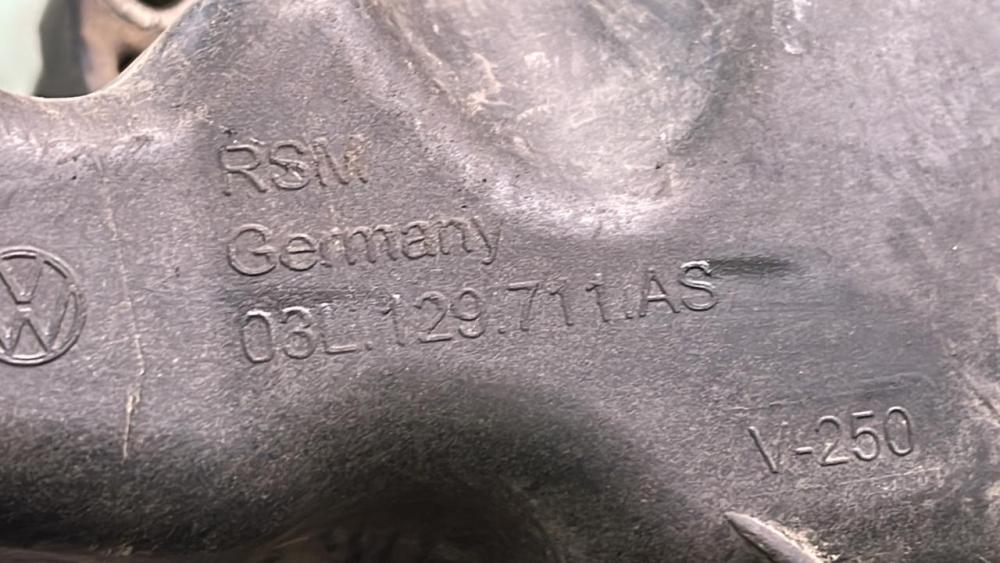 RSM
Germany
03L.129.711.AS
V-250